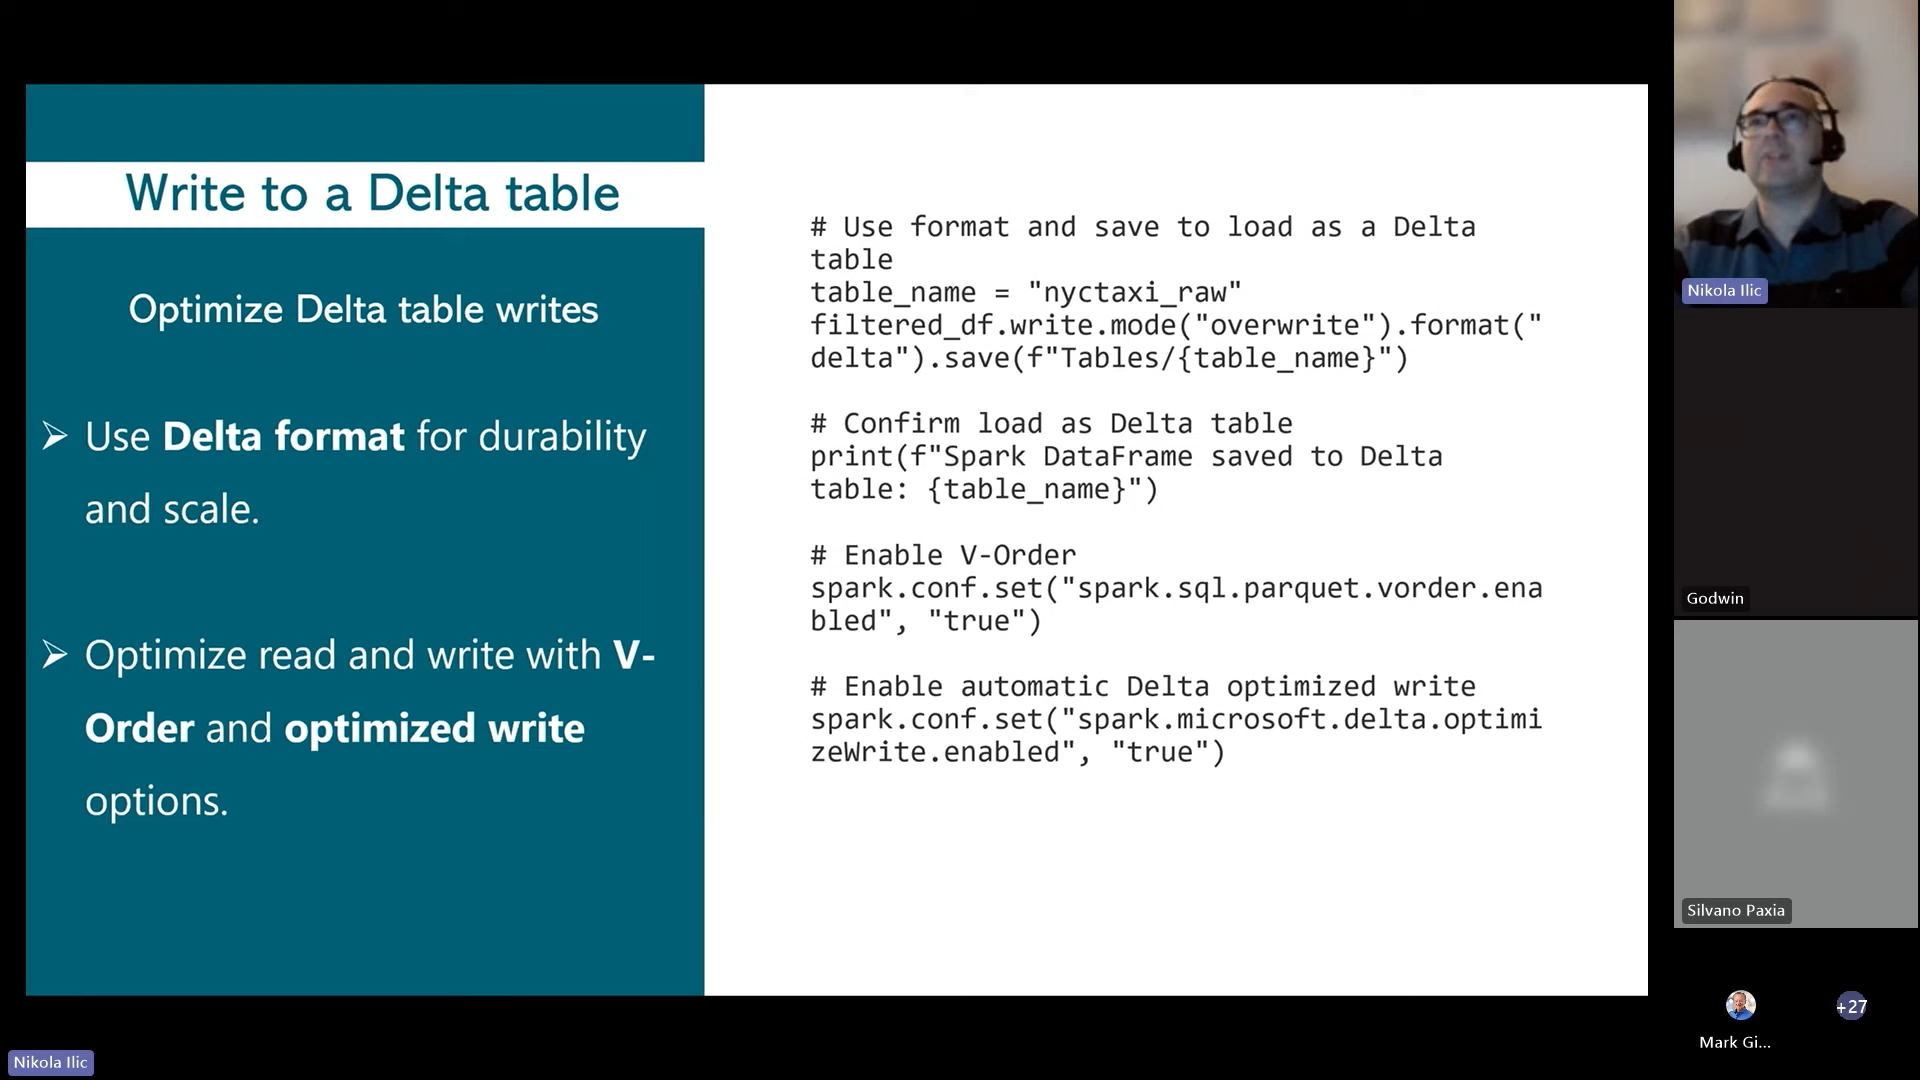 Write to a Delta table
Optimize Delta table writes
➢ Use Delta format for durability
and scale.
➢ Optimize read and write with V-
Order and optimized write
options.
# Use format and save to load as a Delta
table
table_name = "nyctaxi_raw"
filtered_df.write.mode("overwrite").format("
delta").save(f"Tables/{table_name}")
# Confirm load as Delta table
print(f"Spark DataFrame saved to Delta
table: {table_name}")
# Enable V-Order
spark.conf.set("spark.sql.parquet.vorder.ena
bled", "true")
# Enable automatic Delta optimized write
spark.conf.set("spark.microsoft.delta.optimi
zeWrite.enabled", "true")
Nikola Ilic
Godwin
Silvano Paxia
+27
Mark Gi...
Nikola Ilic